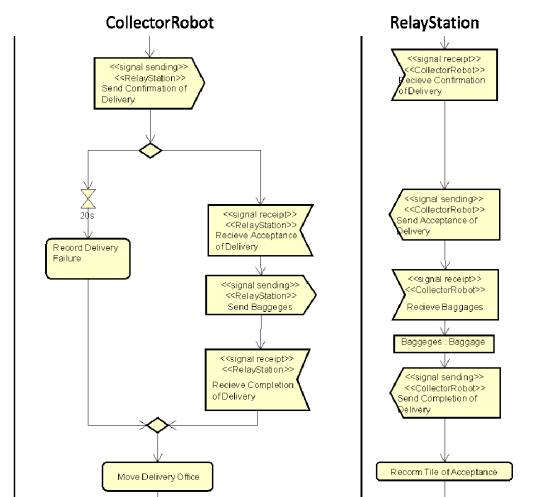 CollectorRobot
<<signal sending>>
<<RelayStation>>
Send Confirmation of
Delivery
20s
Record Delivery
Failure
<<signal receipt>>
<<RelayStation>>
Recieve Acceptance
of Delivery
<<signal sending>>
<<RelayStation>>
Send Baggeges
<<signal receipt>>
<<RelayStation>>
Recieve Completion
of Delivery
Move Delivery Office
RelayStation
<<signal receipt>>
<<CollectorRobot>>
Recieve Confirmation
of Delivery
<<signal sending>>
<<CollectorRobot>>
Send Acceptance of
Delivery
<<signal receipt>>
<<CollectorRobot>>
Recieve Baggages
Baggeges : Baggage
<<signal sending>>
<<CollectorRobot>>
Send Completion of
Delivery
Recorm Tile of Acceptance